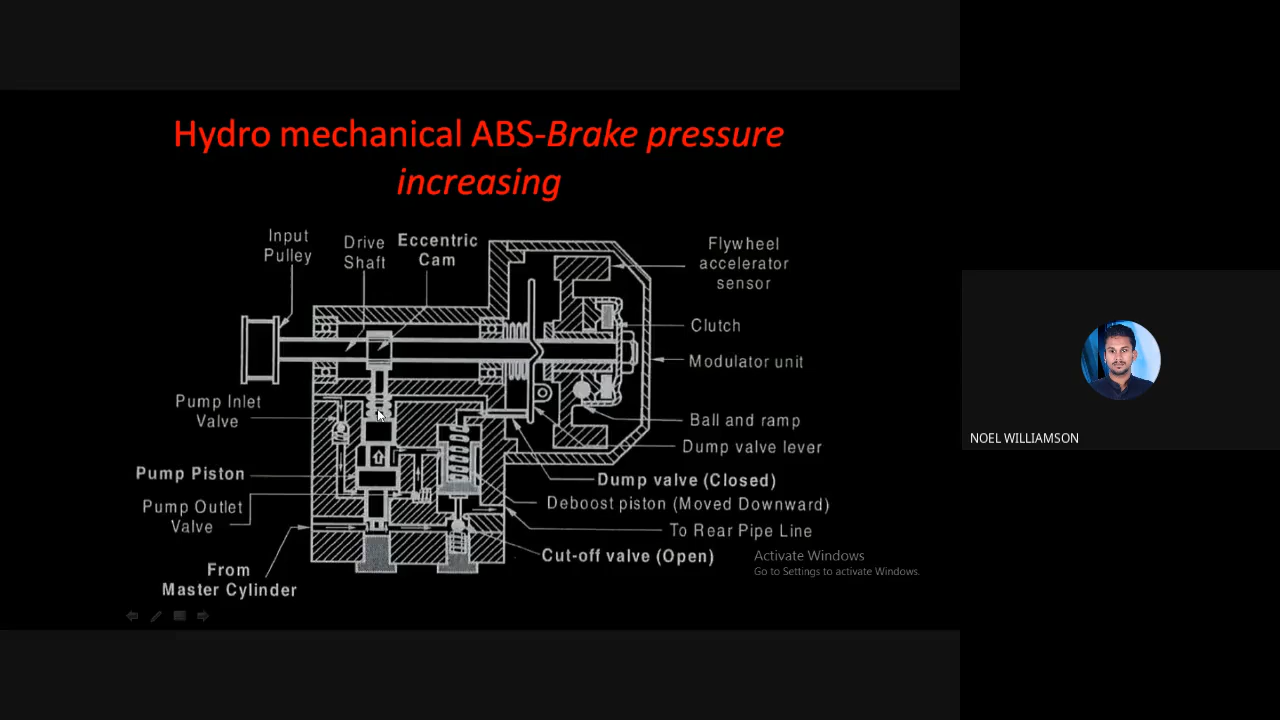 Hydro mechanical ABS-Brake pressure
increasing
Input
Pulley
Drive
Shaft
Eccentric
Cam
Flywheel
accelerator
sensor
Clutch
Modulator unit
Pump Inlet
Valve
Ball and ramp
Dump valve lever
Pump Piston
Dump valve (Closed)
Pump Outlet
Valve
Deboost piston (Moved Downward)
To Rear Pipe Line
Cut-off valve (Open)
From
Master Cylinder
Activate Windows
Go to Settings to activate Windows.
NOEL WILLIAMSON